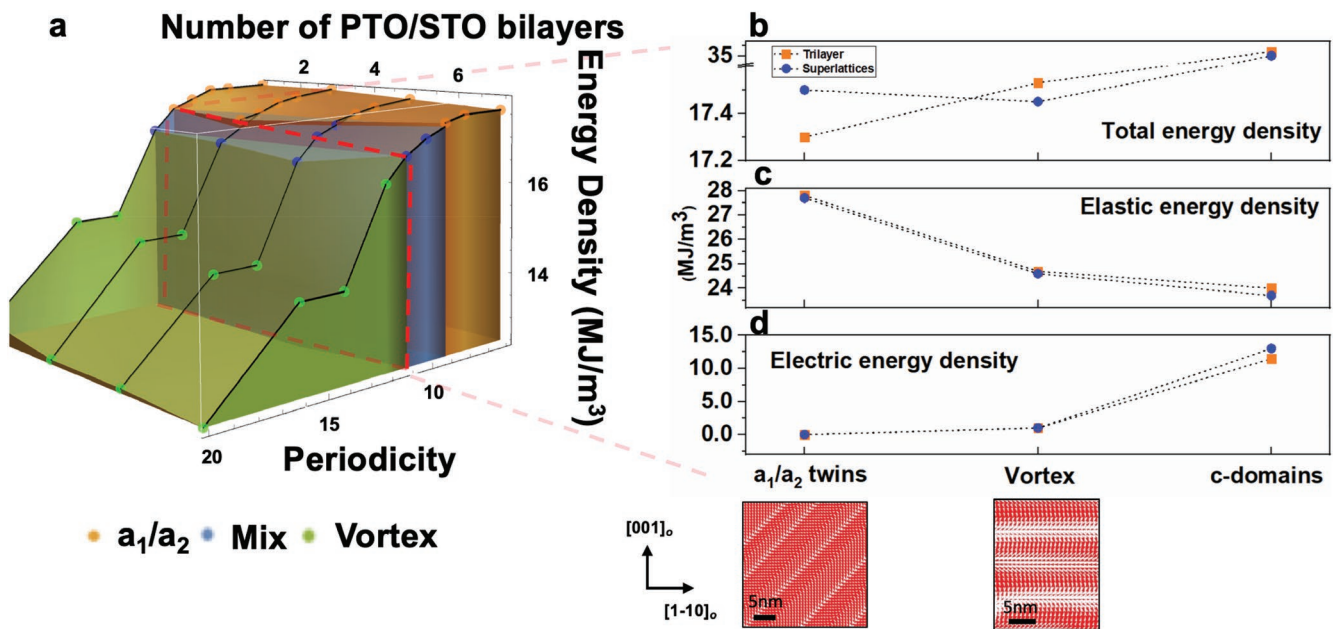 a
Number of PTO/STO bilayers
2
4
6
Energy Density (MJ/m³)
16
14
10
15
20
Periodicity
a₁/a₂
Mix
Vortex
b
Trilayer
Superlattices
35
17.4
17.2
Total energy density
c
28
27
26
25
24
(MJ/m³)
Elastic energy density
d
15.0
10.0
5.0
0.0
Electric energy density
a₁/a₂ twins
Vortex
c-domains
[001]ₒ
[1-10]ₒ
5nm
5nm